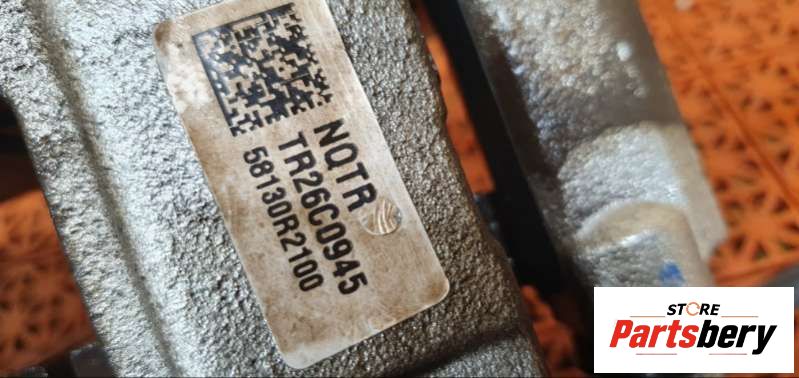 NQTR
TR26C0945
58130R2100
STORE
Partsbery